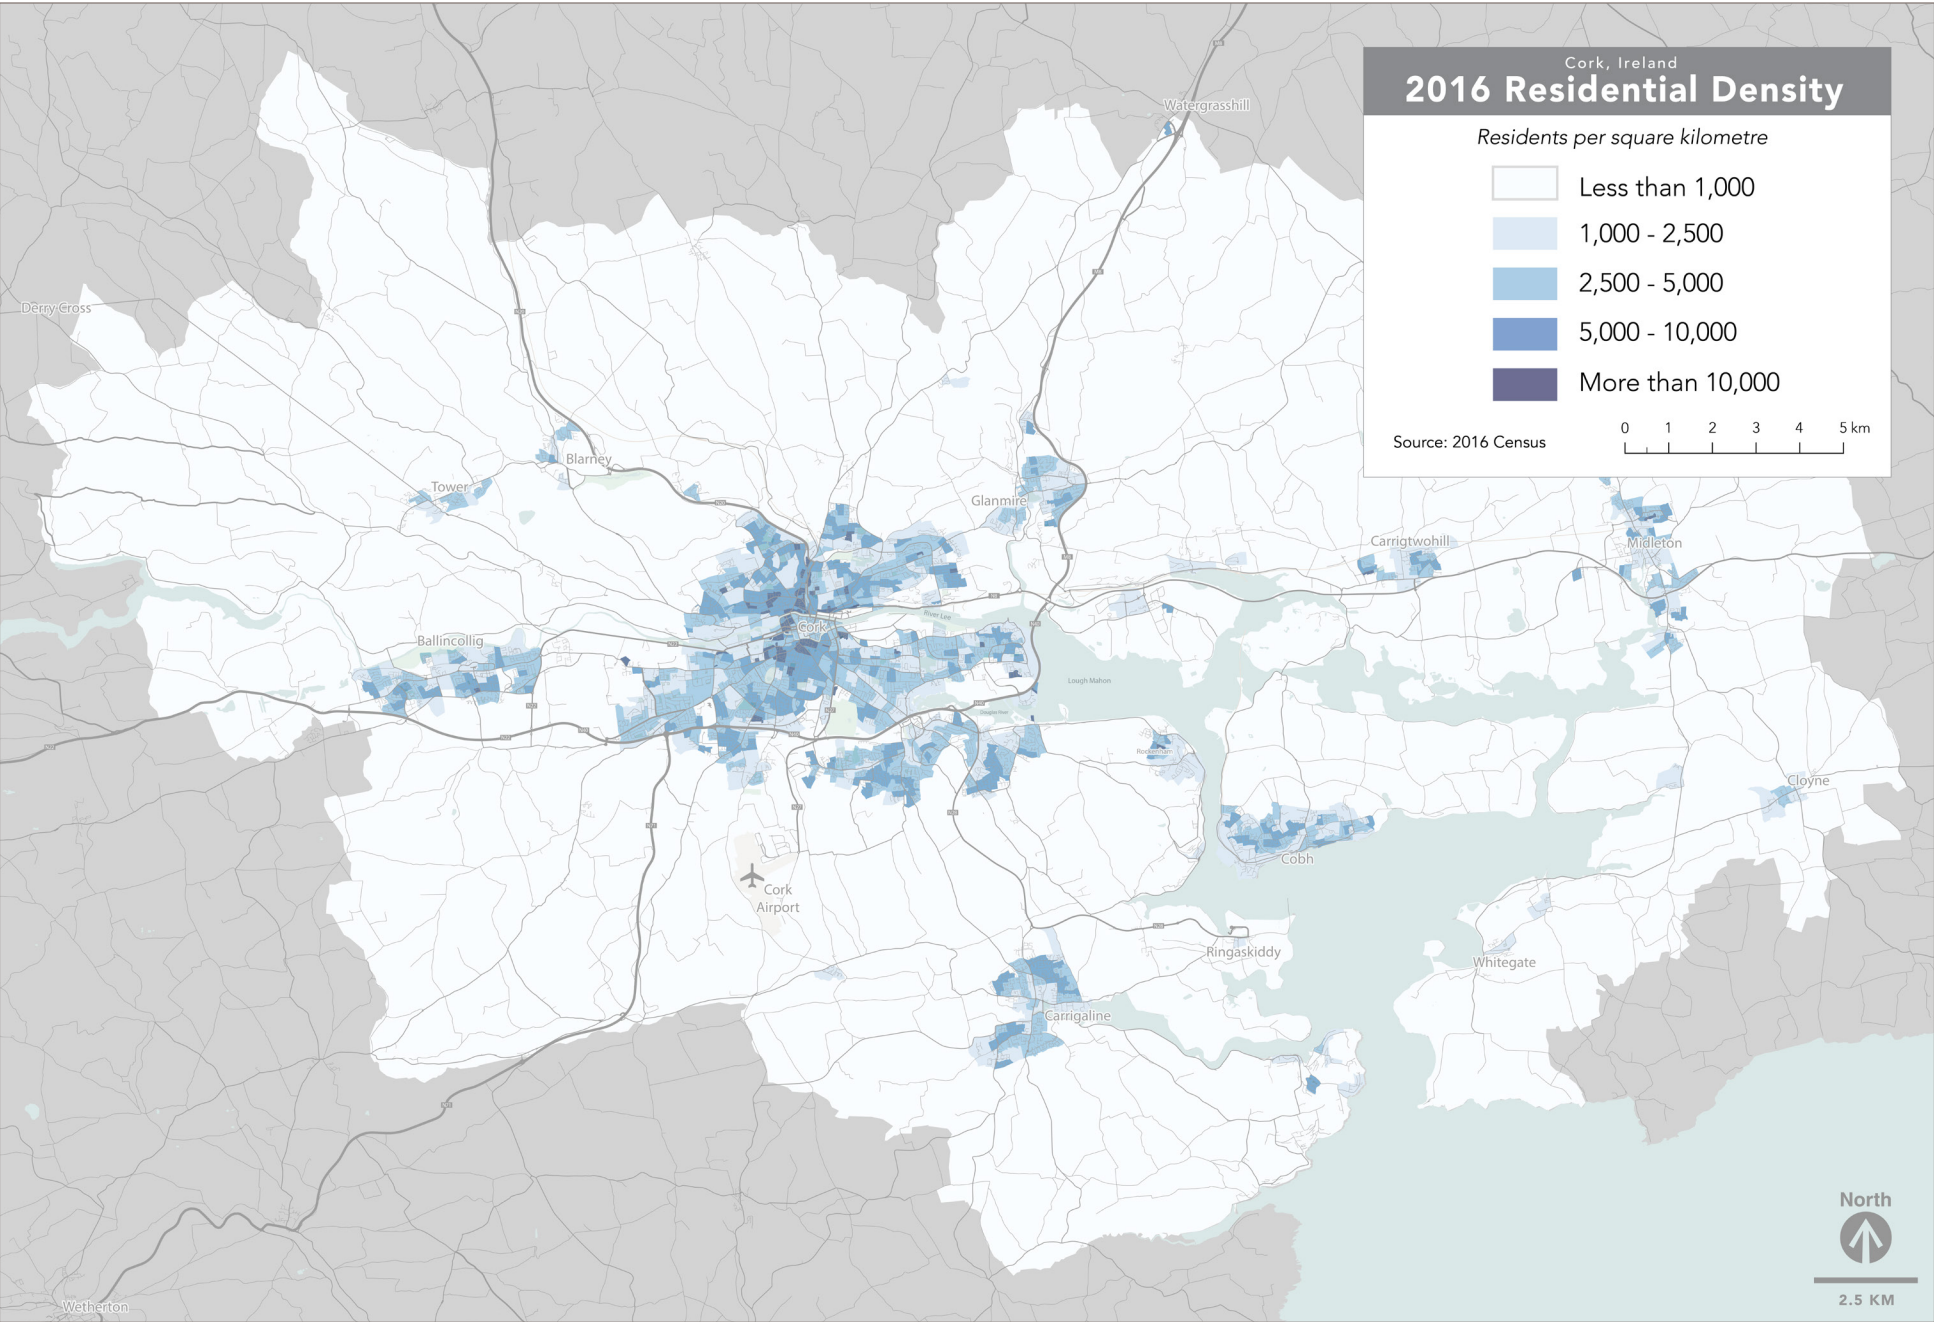 Cork, Ireland
2016 Residential Density
Residents per square kilometre
Less than 1,000
1,000 - 2,500
2,500 - 5,000
5,000 - 10,000
More than 10,000
Source: 2016 Census
0 1 2 3 4 5 km
Watergrasshill
Derry Cross
Blarney
Tower
Glanmire
Carrigtwohill
Midleton
River Lee
Cork
Ballincollig
Lough Mahon
Douglas River
Rockenham
Cloyne
Cobh
Cork
Airport
Ringaskiddy
Whitegate
Carrigaline
North
2.5 KM
Wetherton